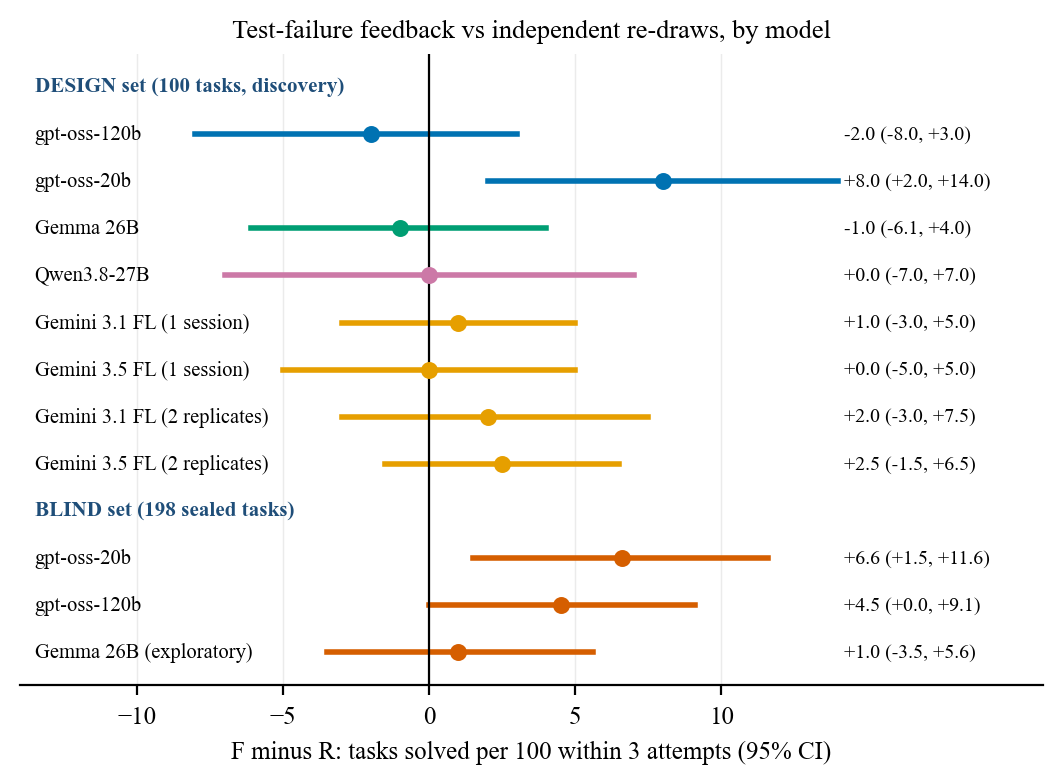 Test-failure feedback vs independent re-draws, by model
DESIGN set (100 tasks, discovery)
gpt-oss-120b -2.0 (-8.0, +3.0)
gpt-oss-20b +8.0 (+2.0, +14.0)
Gemma 26B -1.0 (-6.1, +4.0)
Qwen3.8-27B +0.0 (-7.0, +7.0)
Gemini 3.1 FL (1 session) +1.0 (-3.0, +5.0)
Gemini 3.5 FL (1 session) +0.0 (-5.0, +5.0)
Gemini 3.1 FL (2 replicates) +2.0 (-3.0, +7.5)
Gemini 3.5 FL (2 replicates) +2.5 (-1.5, +6.5)
BLIND set (198 sealed tasks)
gpt-oss-20b +6.6 (+1.5, +11.6)
gpt-oss-120b +4.5 (+0.0, +9.1)
Gemma 26B (exploratory) +1.0 (-3.5, +5.6)
−10 −5 0 5 10
F minus R: tasks solved per 100 within 3 attempts (95% CI)